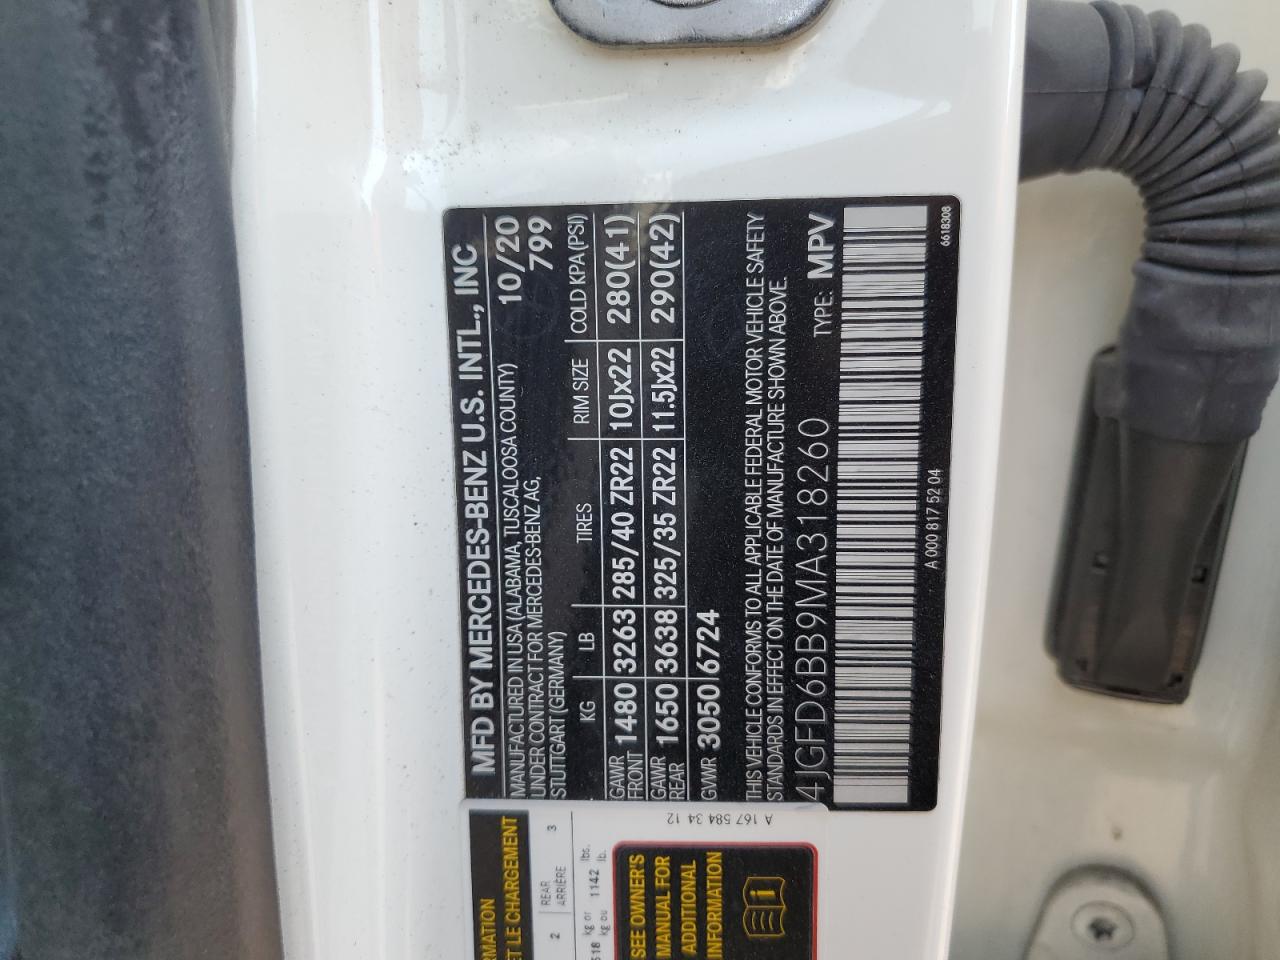 MFD BY MERCEDES-BENZ U.S. INTL., INC
MANUFACTURED IN USA (ALABAMA, TUSCALOOSA COUNTY) 10/20
UNDER CONTRACT FOR MERCEDES-BENZ AG, 799
STUTTGART (GERMANY)
KG LB TIRES RIM SIZE COLD KPA (PSI)
GAWR FRONT 1480 3263 285/40 ZR22 10Jx22 280(41)
GAWR REAR 1650 3638 325/35 ZR22 11.5Jx22 290(42)
GVWR 3050 6724
THIS VEHICLE CONFORMS TO ALL APPLICABLE FEDERAL MOTOR VEHICLE SAFETY
STANDARDS IN EFFECT ON THE DATE OF MANUFACTURE SHOWN ABOVE.
4JGFD6BB9MA318260 TYPE: MPV
A 000 817 52 04 6618308
A 167 584 34 12
ET LE CHARGEMENT
2 REAR 3
ARRIÈRE
kg or 1142 lbs.
kg ou lb.
SEE OWNER'S
MANUAL FOR
ADDITIONAL
INFORMATION